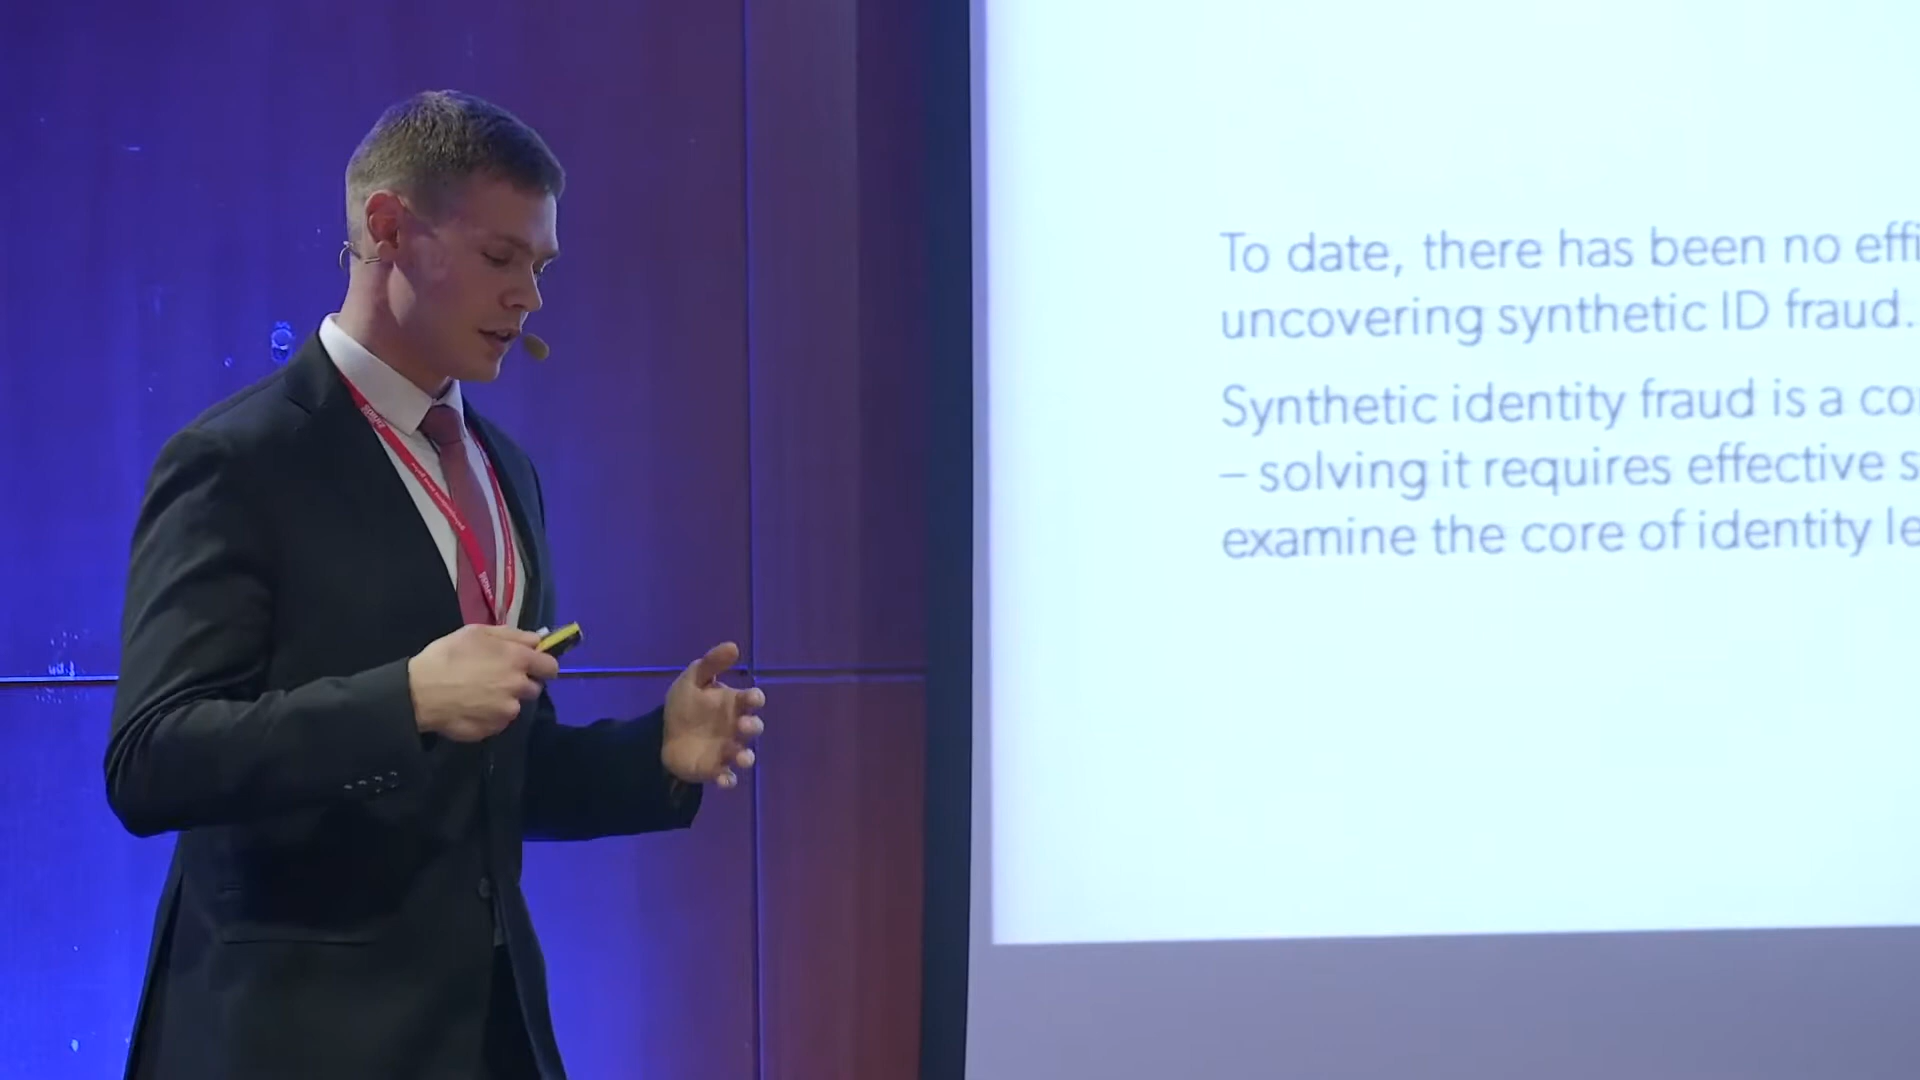 To date, there has been no effi
uncovering synthetic ID fraud.
Synthetic identity fraud is a co
– solving it requires effective s
examine the core of identity le